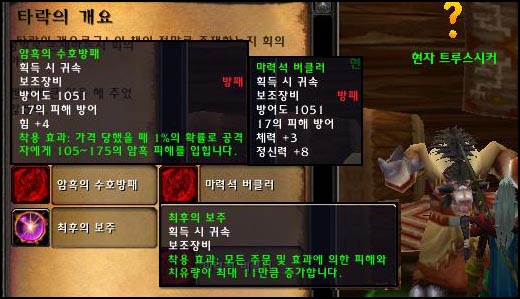 타락의 개요
암흑의 수호방패
획득 시 귀속
보조장비
방패
방어도 1051
17의 피해 방어
힘 +4
착용 효과: 가격 당했을 때 1%의 확률로 공격
자에게 105~175의 암흑 피해를 입힙니다.
마력석 버클러
획득 시 귀속
보조장비
방패
방어도 1051
17의 피해 방어
체력 +3
정신력 +8
현자 트루스시커
암흑의 수호방패
마력석 버클러
최후의 보주
최후의 보주
획득 시 귀속
보조장비
착용 효과: 모든 주문 및 효과에 의한 피해와
치유량이 최대 11만큼 증가합니다.